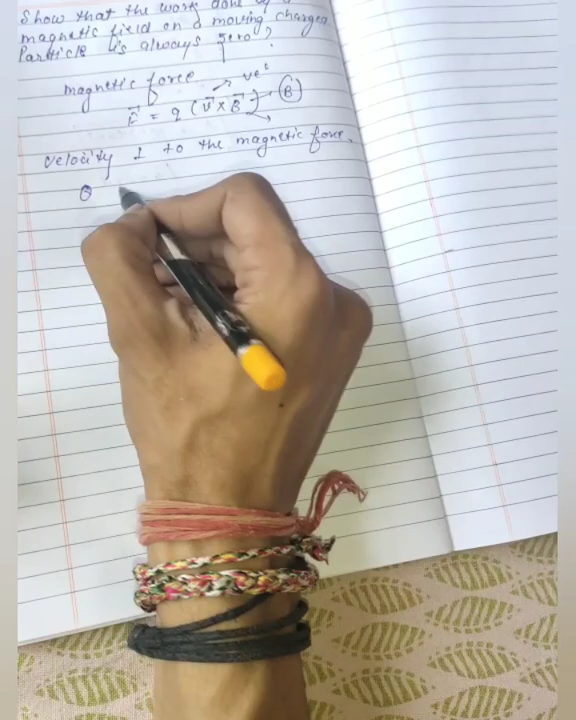 Show that the work done by a
magnetic field on a moving charged
Particle is always zero?
magnetic force → ve
F⃗ = q (v⃗ × B⃗) → B
velocity ⊥ to the magnetic force.
θ